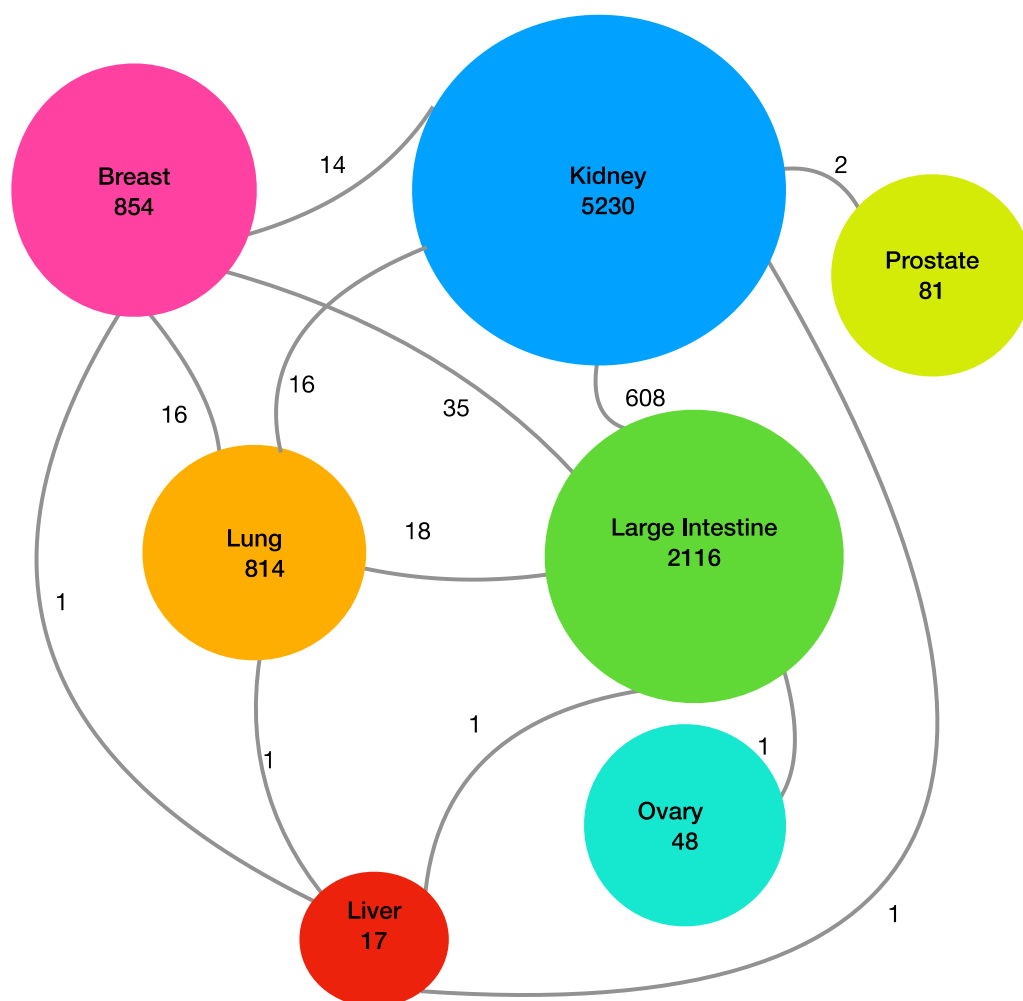 14
Breast
854
Kidney
5230
2
Prostate
81
16
16
35
608
Lung
814
18
Large Intestine
2116
1
1
1
1
Ovary
48
Liver
17
1